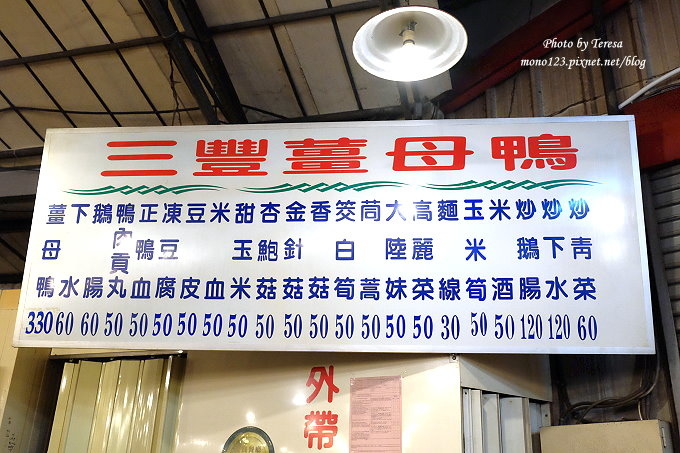 Photo by Teresa
mono123.pixnet.net/blog
三豐薑母鴨
薑母鴨 330
下水 60
鵝腸 60
鴨內貢丸 50
正鴨血 50
凍豆腐 50
豆皮 50
米血 50
甜玉米 50
杏鮑菇 50
金針菇 50
香菇 50
筊白筍 50
茼蒿 50
大陸妹 50
高麗菜 50
麵線 30
玉米筍 50
米酒 50
炒鵝腸 120
炒下水 120
炒青菜 60
外帶